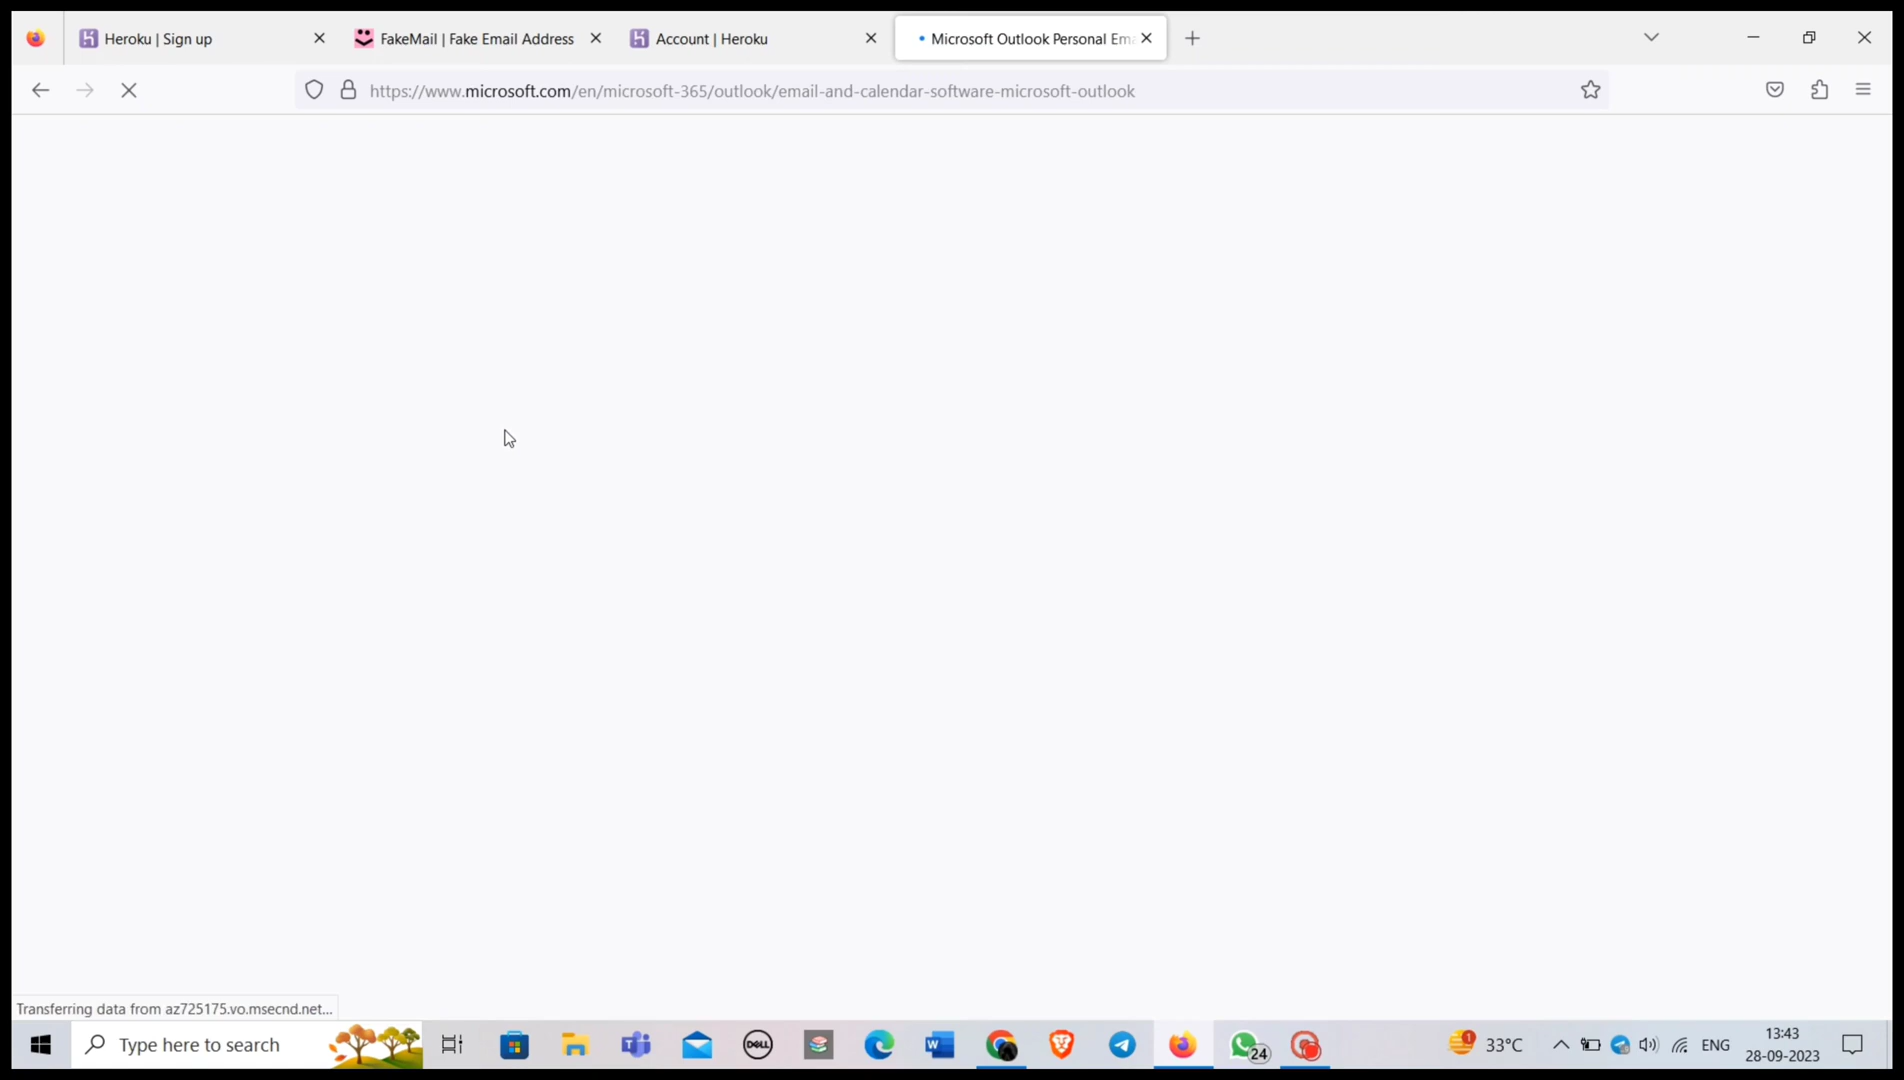 Heroku | Sign up
FakeMail | Fake Email Address
Account | Heroku
Microsoft Outlook Personal Em
https://www.microsoft.com/en/microsoft-365/outlook/email-and-calendar-software-microsoft-outlook
Transferring data from az725175.vo.msecnd.net...
Type here to search
DELL
24
1
33°C
ENG
13:43
28-09-2023